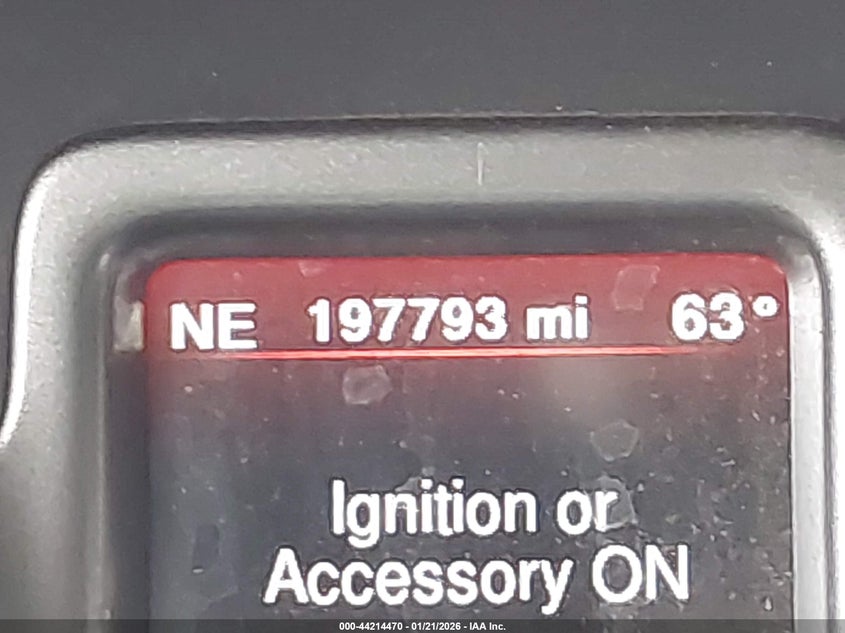 NE 197793 mi 63°
Ignition or
Accessory ON
000-44214470 - 01/21/2026 - IAA Inc.